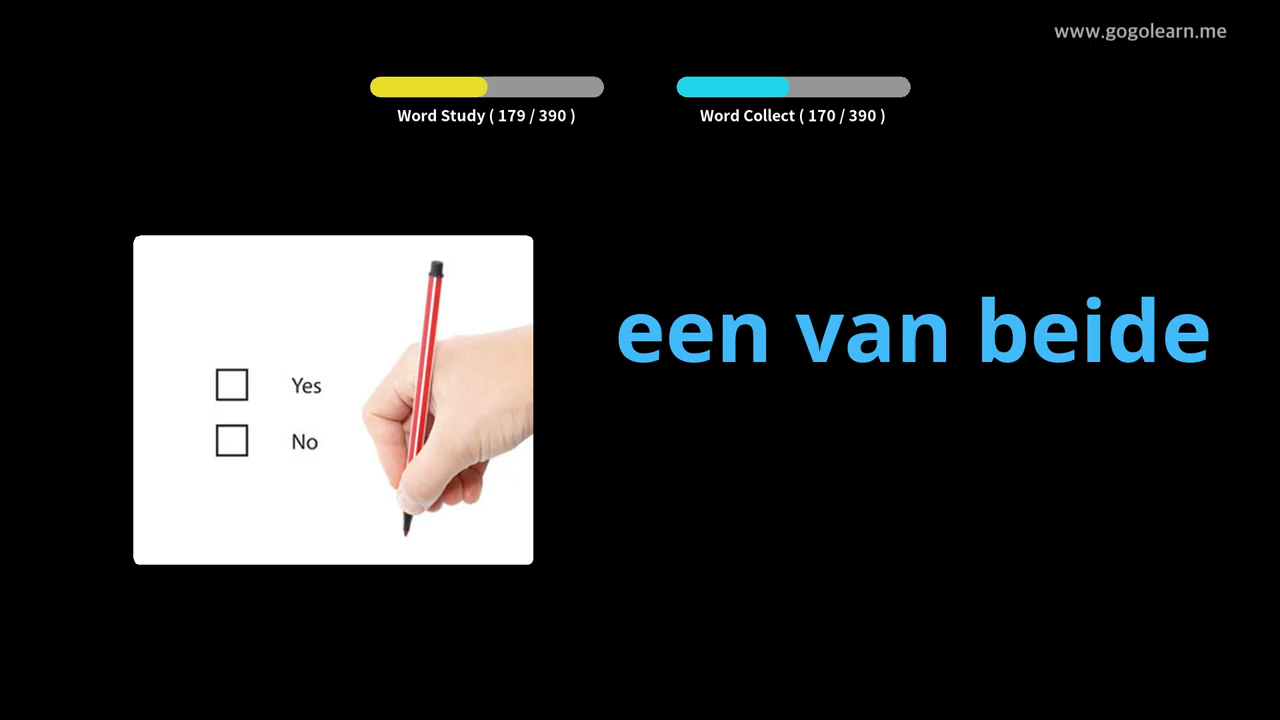 www.gogolearn.me
Word Study ( 179 / 390 )
Word Collect ( 170 / 390 )
een van beide
Yes
No